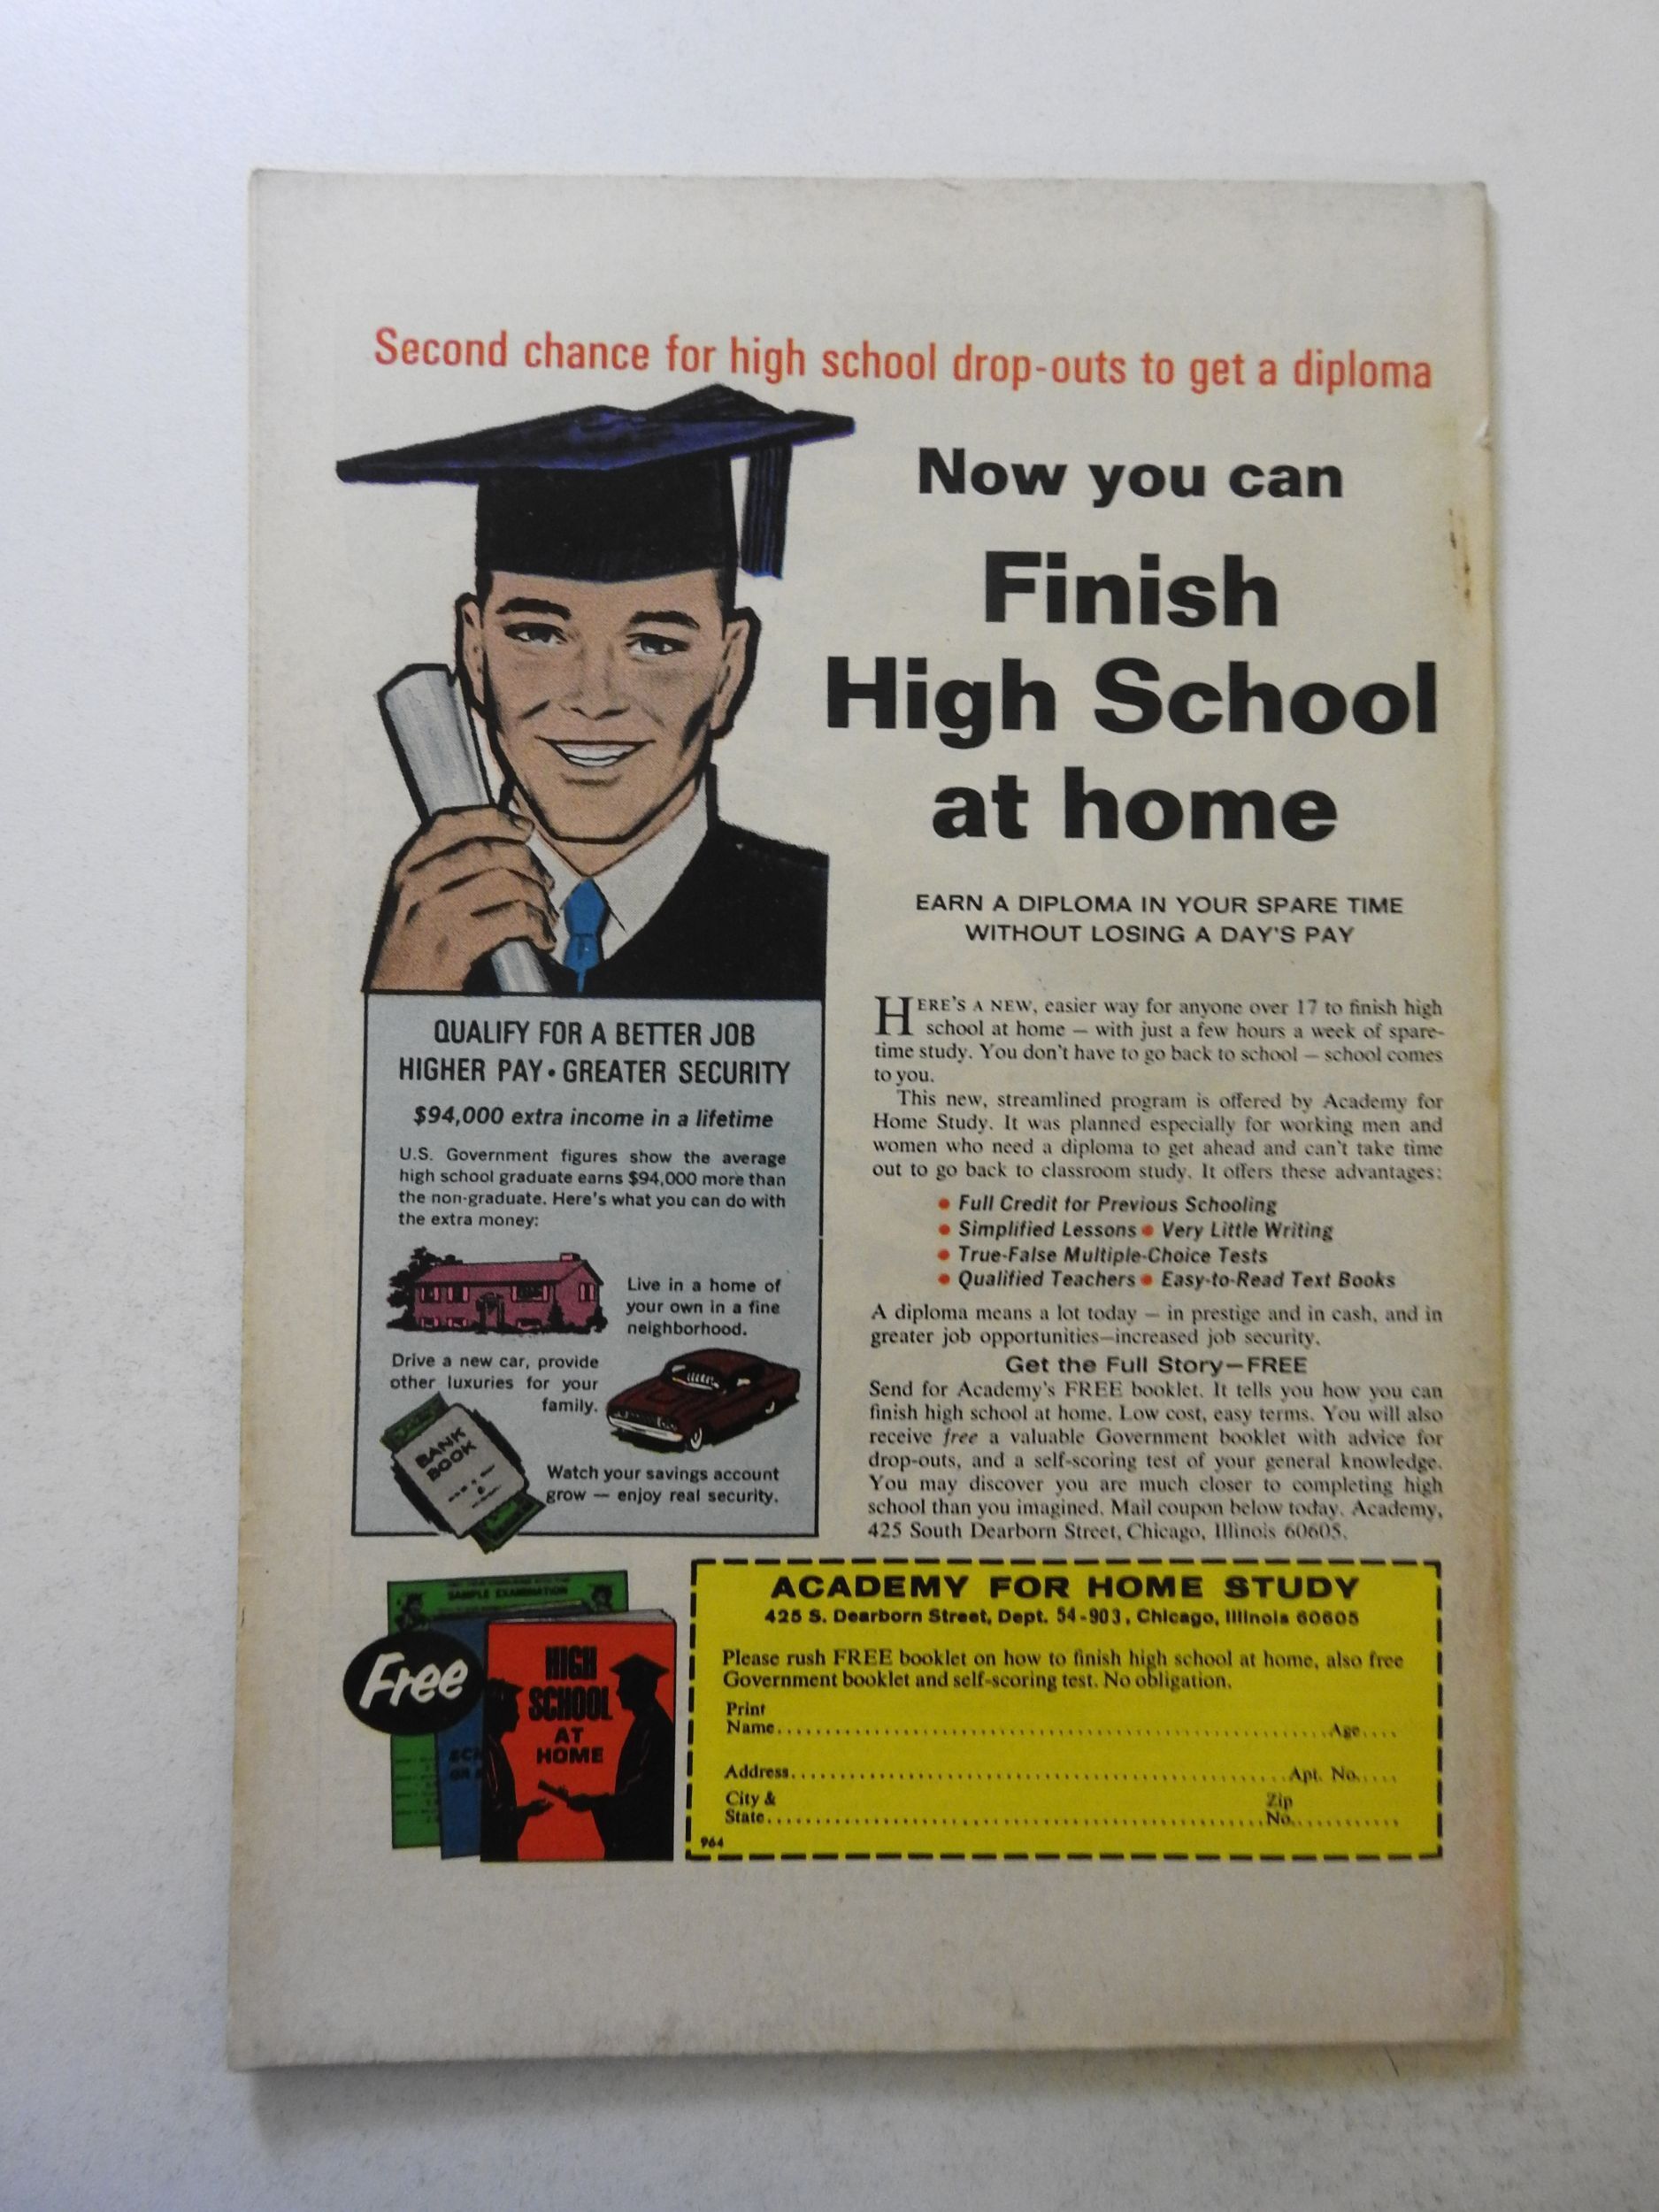 Second chance for high school drop-outs to get a diploma
Now you can
Finish
High School
at home
EARN A DIPLOMA IN YOUR SPARE TIME
WITHOUT LOSING A DAY'S PAY
HERE'S A NEW, easier way for anyone over 17 to finish high
school at home — with just a few hours a week of spare-
time study. You don't have to go back to school — school comes
to you.
This new, streamlined program is offered by Academy for
Home Study. It was planned especially for working men and
women who need a diploma to get ahead and can't take time
out to go back to classroom study. It offers these advantages:
• Full Credit for Previous Schooling
• Simplified Lessons • Very Little Writing
• True-False Multiple-Choice Tests
• Qualified Teachers • Easy-to-Read Text Books
A diploma means a lot today — in prestige and in cash, and in
greater job opportunities—increased job security.
Get the Full Story—FREE
Send for Academy's FREE booklet. It tells you how you can
finish high school at home. Low cost, easy terms. You will also
receive free a valuable Government booklet with advice for
drop-outs, and a self-scoring test of your general knowledge.
You may discover you are much closer to completing high
school than you imagined. Mail coupon below today. Academy,
425 South Dearborn Street, Chicago, Illinois 60605.
QUALIFY FOR A BETTER JOB
HIGHER PAY • GREATER SECURITY
$94,000 extra income in a lifetime
U.S. Government figures show the average
high school graduate earns $94,000 more than
the non-graduate. Here's what you can do with
the extra money:
Live in a home of
your own in a fine
neighborhood.
Drive a new car, provide
other luxuries for your
family.
BANK
BOOK
Watch your savings account
grow — enjoy real security.
SAMPLE EXAMINATION
Free
HIGH
SCHOOL
AT
HOME
ACADEMY FOR HOME STUDY
425 S. Dearborn Street, Dept. 54-903, Chicago, Illinois 60605
Please rush FREE booklet on how to finish high school at home, also free
Government booklet and self-scoring test. No obligation.
Print
Name Age
Address Apt. No.
City & Zip
State No.
964